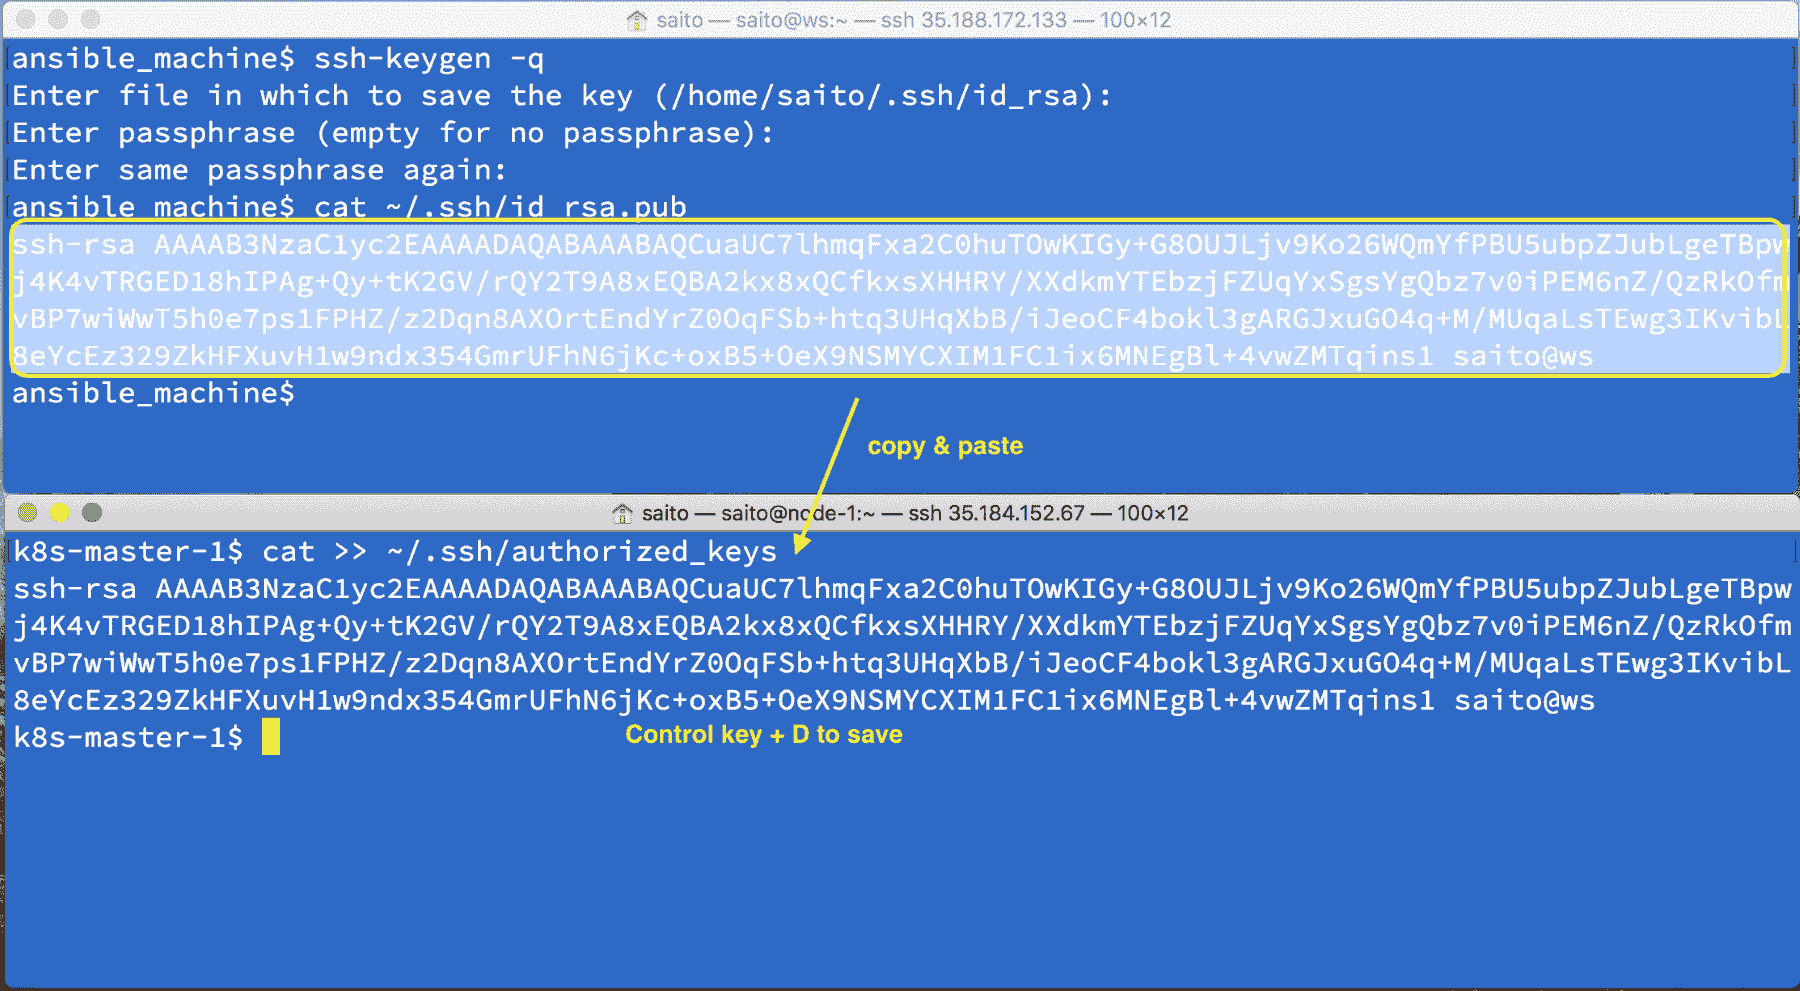 saito — saito@ws:~ — ssh 35.188.172.133 — 100×12
ansible_machine$ ssh-keygen -q
Enter file in which to save the key (/home/saito/.ssh/id_rsa):
Enter passphrase (empty for no passphrase):
Enter same passphrase again:
ansible_machine$ cat ~/.ssh/id_rsa.pub
ssh-rsa AAAAB3NzaC1yc2EAAAADAQABAAABAQCuaUC7lhmqFxa2C0huTOwKIGy+G8OUJLjv9Ko26WQmYfPBU5ubpZJubLgeTBpw
j4K4vTRGED18hIPAg+Qy+tK2GV/rQY2T9A8xEQBA2kx8xQCfkxsXHHRY/XXdkmYTEbzjFZUqYxSgsYgQbz7v0iPEM6nZ/QzRkOfm
vBP7wiWwT5h0e7ps1FPHZ/z2Dqn8AXOrtEndYrZ0OqFSb+htq3UHqXbB/iJeoCF4bokl3gARGJxuGO4q+M/MUqaLsTEwg3IKvibL
8eYcEz329ZkHFXuvH1w9ndx354GmrUFhN6jKc+oxB5+OeX9NSMYCXIM1FC1ix6MNEgBl+4vwZMTqins1 saito@ws
ansible_machine$
copy & paste
saito — saito@node-1:~ — ssh 35.184.152.67 — 100×12
k8s-master-1$ cat >> ~/.ssh/authorized_keys
ssh-rsa AAAAB3NzaC1yc2EAAAADAQABAAABAQCuaUC7lhmqFxa2C0huTOwKIGy+G8OUJLjv9Ko26WQmYfPBU5ubpZJubLgeTBpw
j4K4vTRGED18hIPAg+Qy+tK2GV/rQY2T9A8xEQBA2kx8xQCfkxsXHHRY/XXdkmYTEbzjFZUqYxSgsYgQbz7v0iPEM6nZ/QzRkOfm
vBP7wiWwT5h0e7ps1FPHZ/z2Dqn8AXOrtEndYrZ0OqFSb+htq3UHqXbB/iJeoCF4bokl3gARGJxuGO4q+M/MUqaLsTEwg3IKvibL
8eYcEz329ZkHFXuvH1w9ndx354GmrUFhN6jKc+oxB5+OeX9NSMYCXIM1FC1ix6MNEgBl+4vwZMTqins1 saito@ws
k8s-master-1$
Control key + D to save